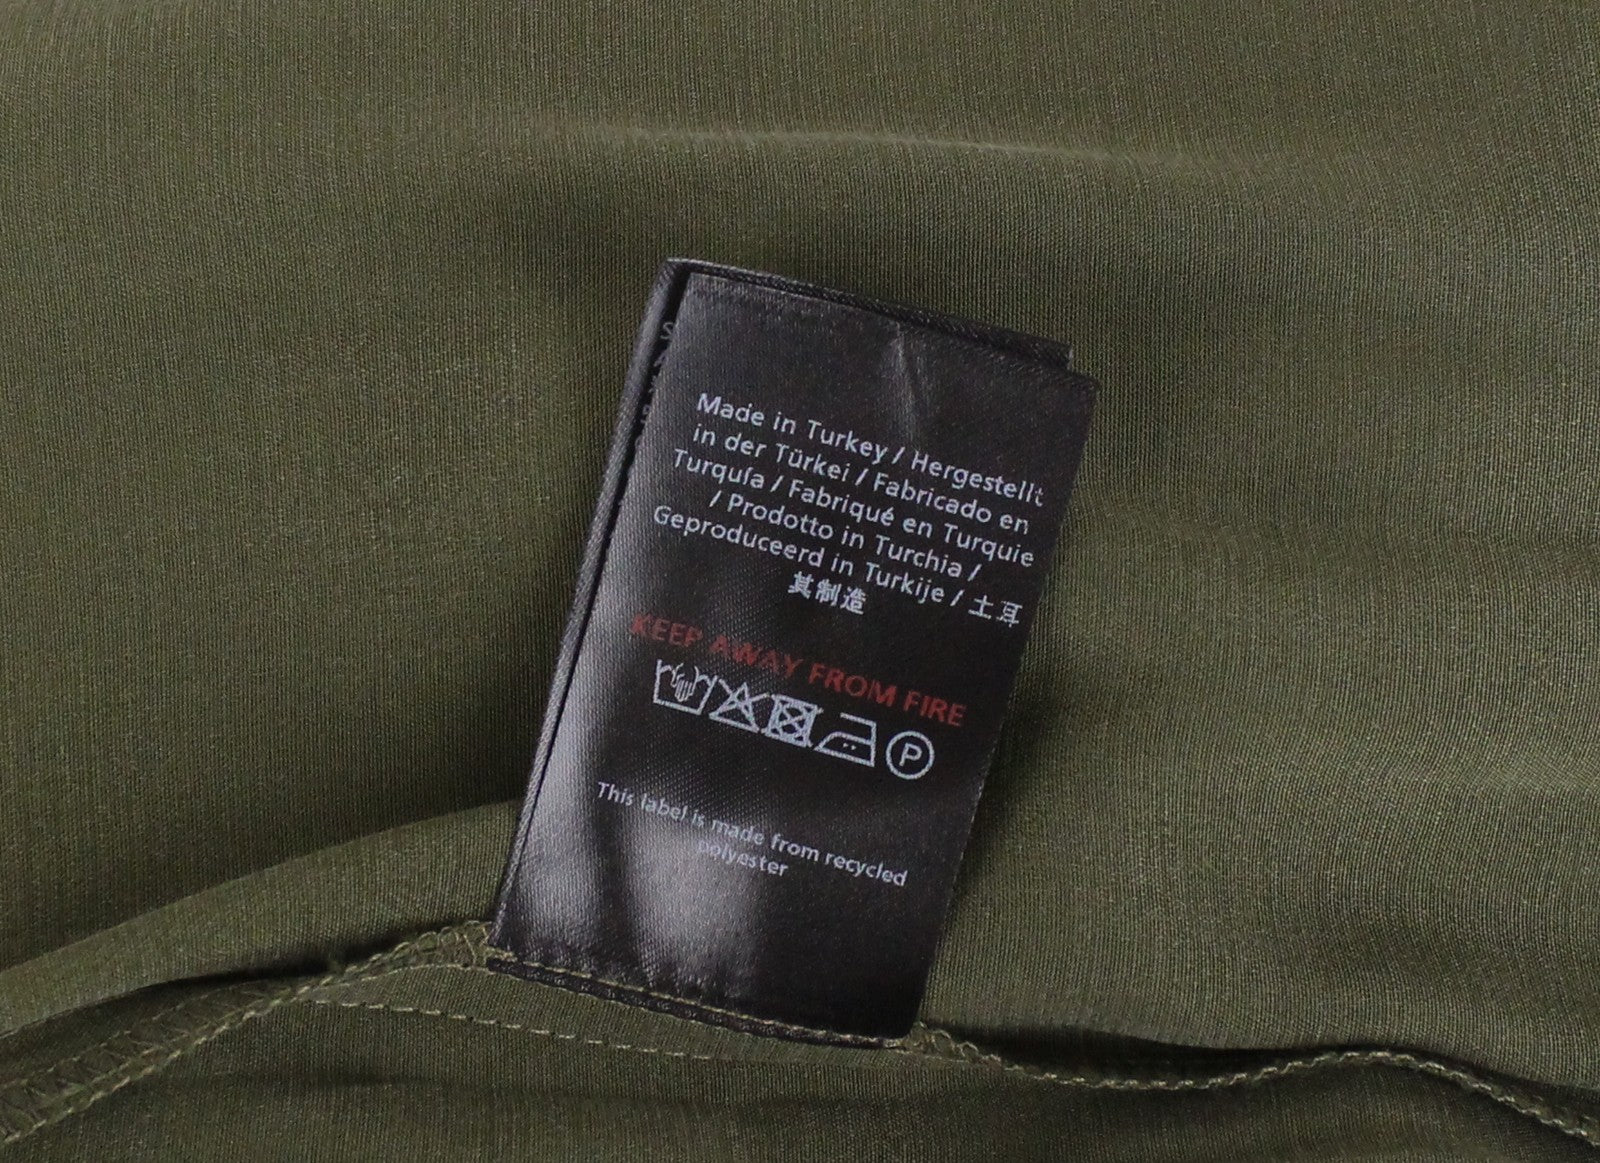 Made in Turkey / Hergestellt
in der Türkei / Fabricado en
Turquía / Fabriqué en Turquie
/ Prodotto in Turchia /
Geproduceerd in Turkije / 土耳
其制造
KEEP AWAY FROM FIRE
P
This label is made from recycled
polyester